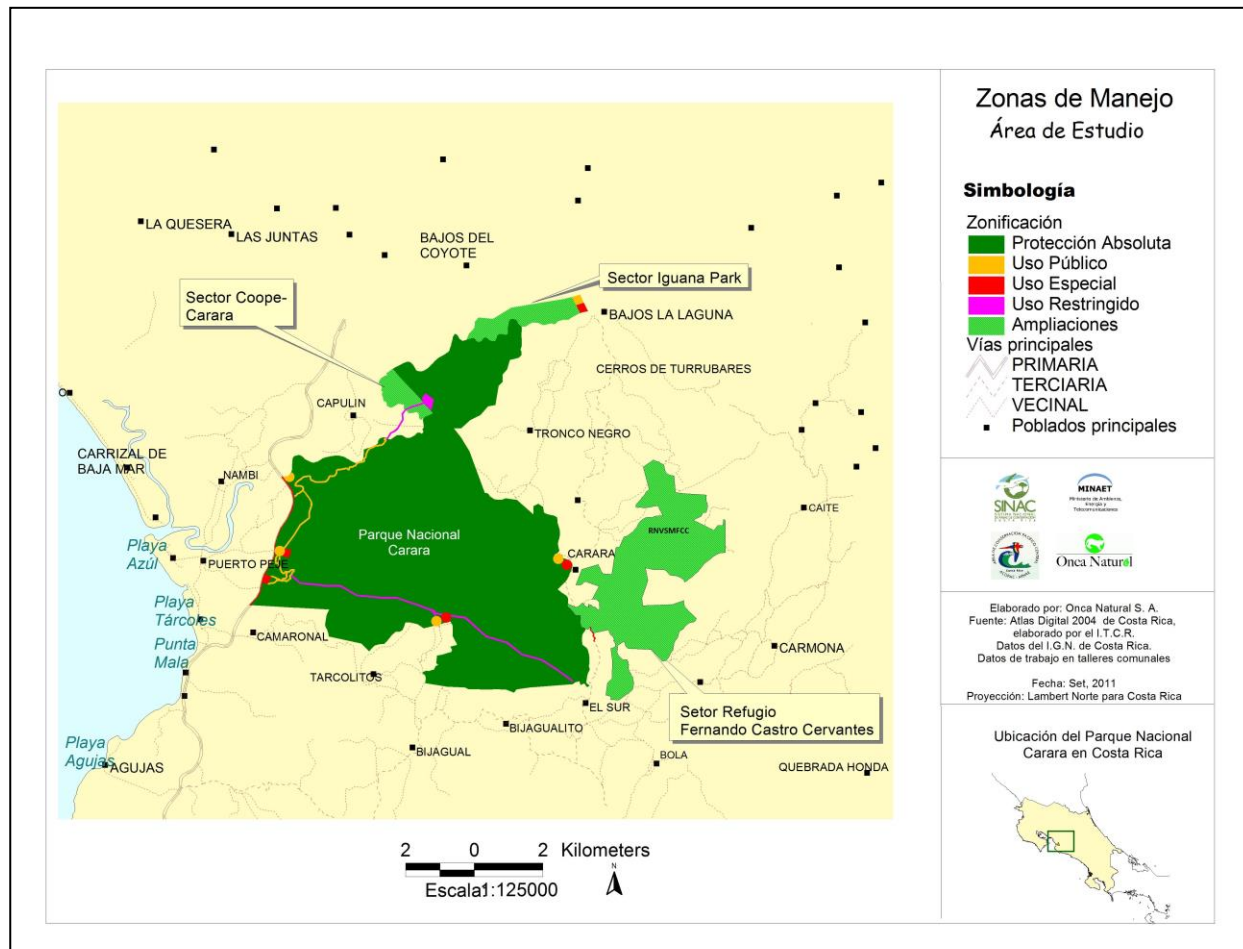 Zonas de Manejo
Área de Estudio
Simbología
Zonificación
Protección Absoluta
Uso Público
Uso Especial
Uso Restringido
Ampliaciones
Vías principales
PRIMARIA
TERCIARIA
VECINAL
Poblados principales
SINAC
MINAET
Ministerio de Ambiente,
Energía y
Telecomunicaciones
Onca Natural
Elaborado por: Onca Natural S. A.
Fuente: Atlas Digital 2004 de Costa Rica,
elaborado por el I.T.C.R.
Datos del I.G.N. de Costa Rica.
Datos de trabajo en talleres comunales
Fecha: Set, 2011
Proyección: Lambert Norte para Costa Rica
Ubicación del Parque Nacional
Carara en Costa Rica
LA QUESERA
LAS JUNTAS
BAJOS DEL
COYOTE
Sector Coope-
Carara
Sector Iguana Park
BAJOS LA LAGUNA
CERROS DE TURRUBARES
CAPULIN
TRONCO NEGRO
CARRIZAL DE
BAJA MAR
NAMBI
CAITE
RNVSMFCC
Parque Nacional
Carara
CARARA
Playa
Azúl
PUERTO PEJE
Playa
Tárcoles
Punta
Mala
CAMARONAL
CARMONA
TARCOLITOS
EL SUR
Setor Refugio
Fernando Castro Cervantes
BIJAGUALITO
Playa
Agujas
AGUJAS
BIJAGUAL
BOLA
QUEBRADA HONDA
2 0 2 Kilometers
Escala1:125000
N